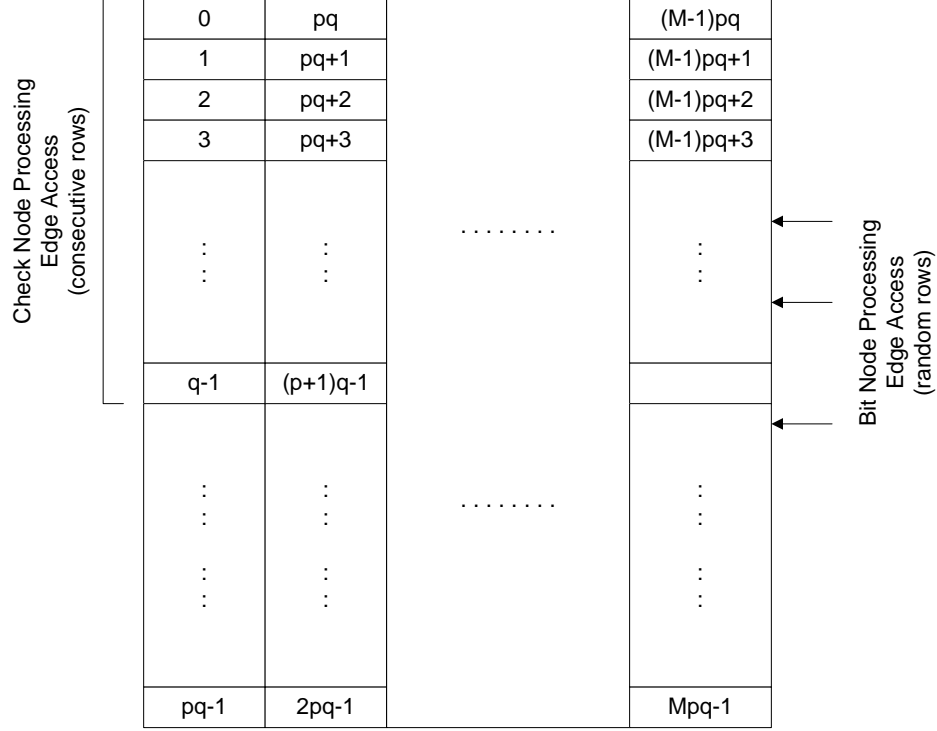 Check Node Processing
Edge Access
(consecutive rows)
0 pq (M-1)pq
1 pq+1 (M-1)pq+1
2 pq+2 (M-1)pq+2
3 pq+3 (M-1)pq+3
. . . . . . . .
: : :
: : :
q-1 (p+1)q-1
: : :
. . . . . . . .
: : :
: : :
: : :
pq-1 2pq-1 Mpq-1
Bit Node Processing
Edge Access
(random rows)